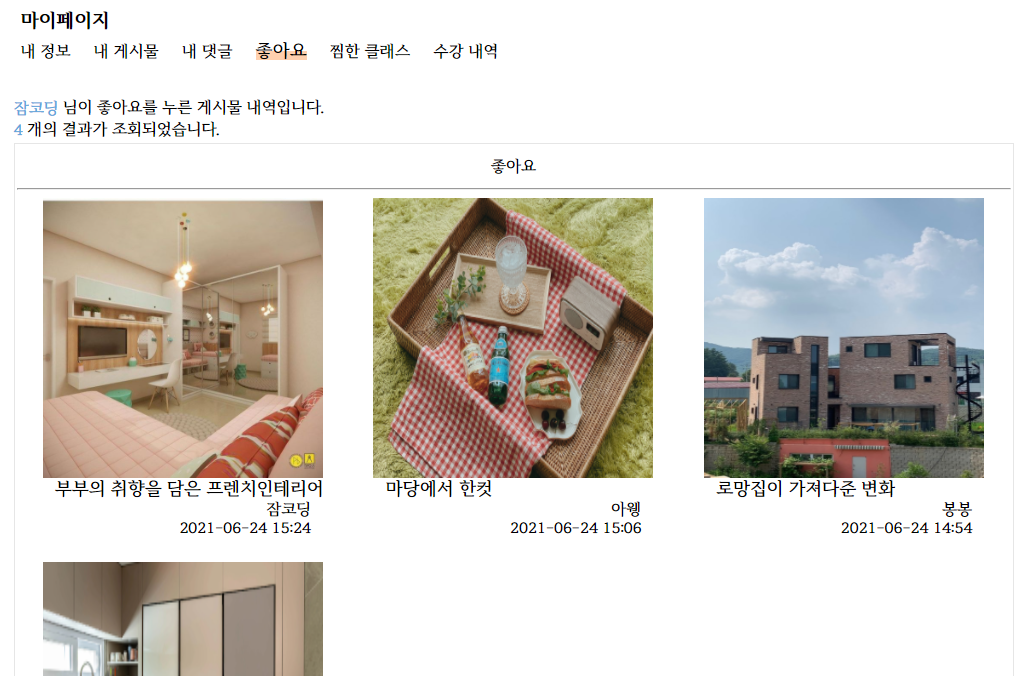 마이페이지
내 정보 내 게시물 내 댓글 좋아요 찜한 클래스 수강 내역
잠코딩 님이 좋아요를 누른 게시물 내역입니다.
4 개의 결과가 조회되었습니다.
좋아요
부부의 취향을 담은 프렌치인테리어
잠코딩
2021-06-24 15:24
마당에서 한컷
아웽
2021-06-24 15:06
로망집이 가져다준 변화
봉봉
2021-06-24 14:54